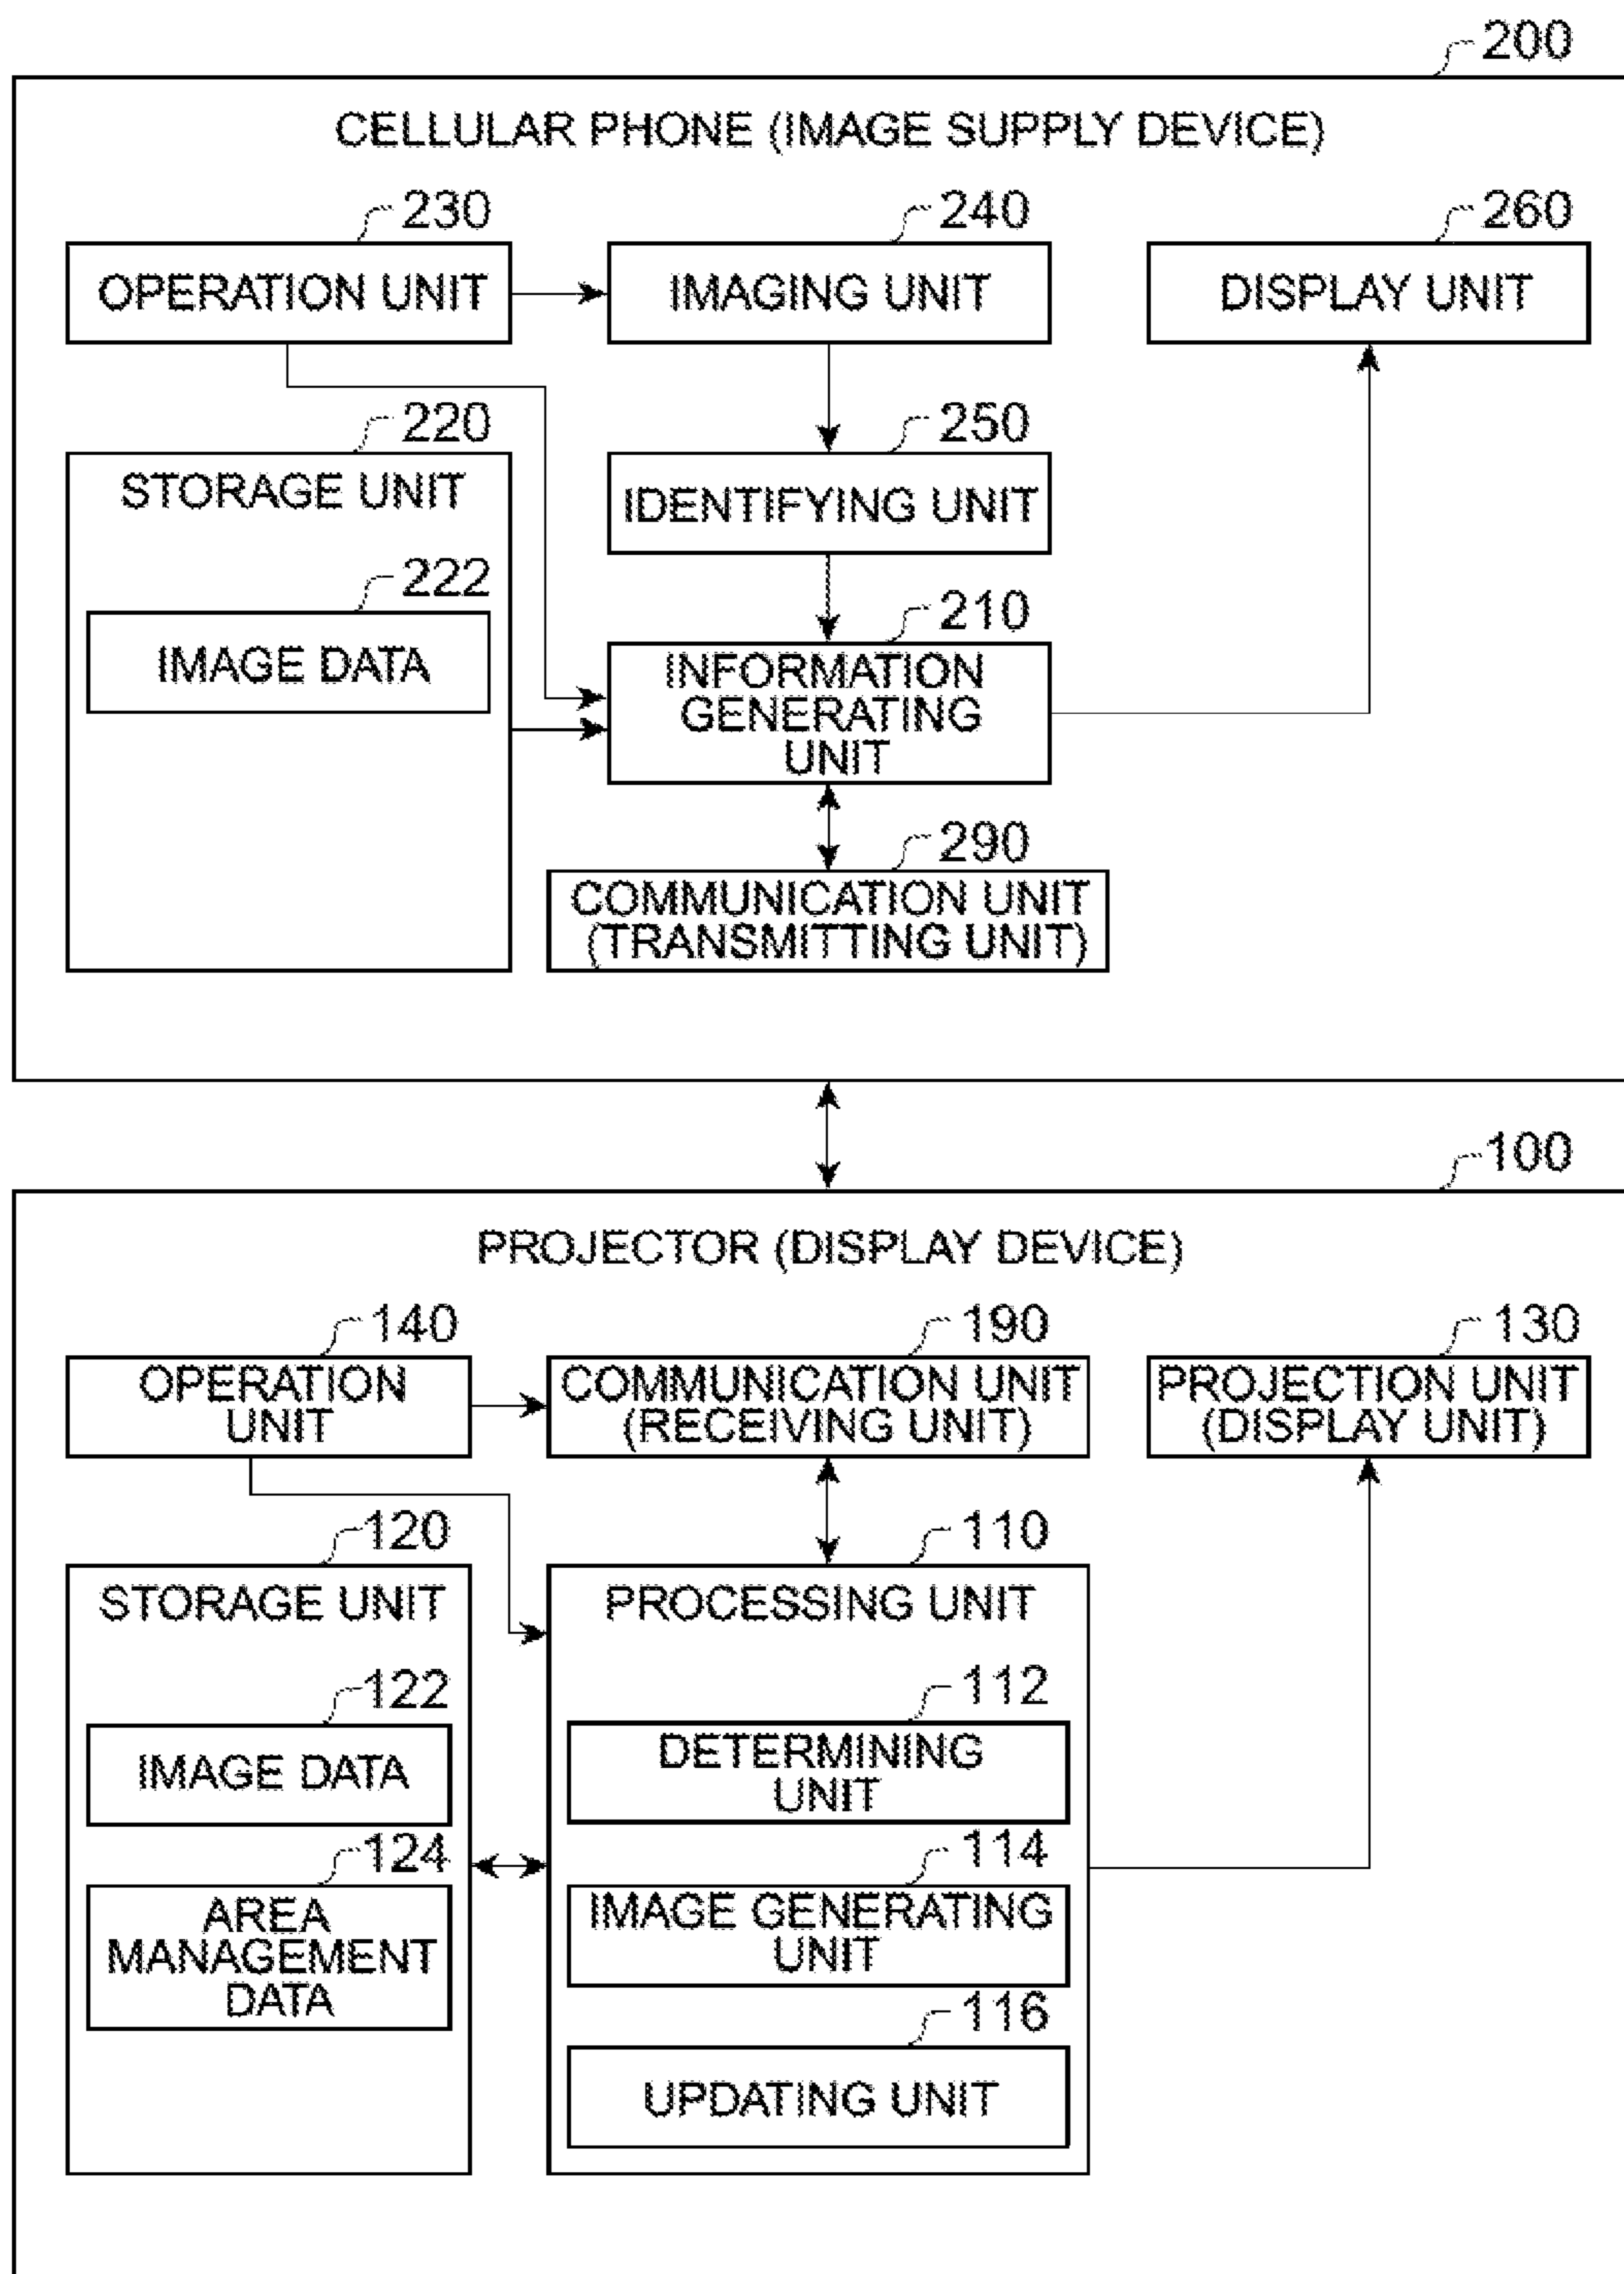 200
CELLULAR PHONE (IMAGE SUPPLY DEVICE)
230
OPERATION UNIT
240
IMAGING UNIT
260
DISPLAY UNIT
220
STORAGE UNIT
222
IMAGE DATA
250
IDENTIFYING UNIT
210
INFORMATION
GENERATING
UNIT
290
COMMUNICATION UNIT
(TRANSMITTING UNIT)
100
PROJECTOR (DISPLAY DEVICE)
140
OPERATION
UNIT
190
COMMUNICATION UNIT
(RECEIVING UNIT)
130
PROJECTION UNIT
(DISPLAY UNIT)
120
STORAGE UNIT
122
IMAGE DATA
124
AREA
MANAGEMENT
DATA
110
PROCESSING UNIT
112
DETERMINING
UNIT
114
IMAGE GENERATING
UNIT
116
UPDATING UNIT